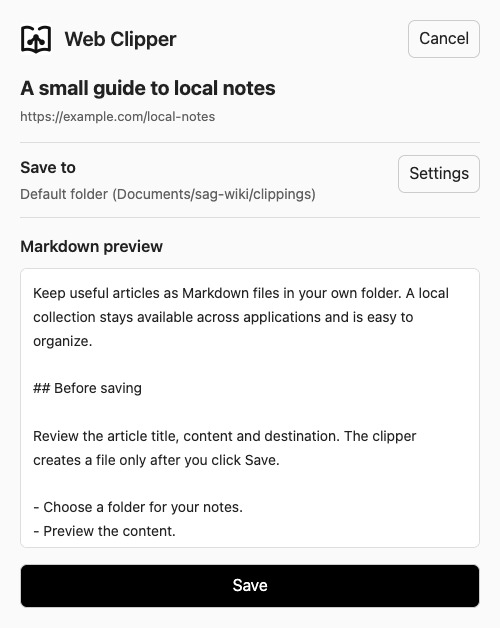 Web Clipper
Cancel
A small guide to local notes
https://example.com/local-notes
Save to
Settings
Default folder (Documents/sag-wiki/clippings)
Markdown preview
Keep useful articles as Markdown files in your own folder. A local
collection stays available across applications and is easy to
organize.
## Before saving
Review the article title, content and destination. The clipper
creates a file only after you click Save.
- Choose a folder for your notes.
- Preview the content.
Save